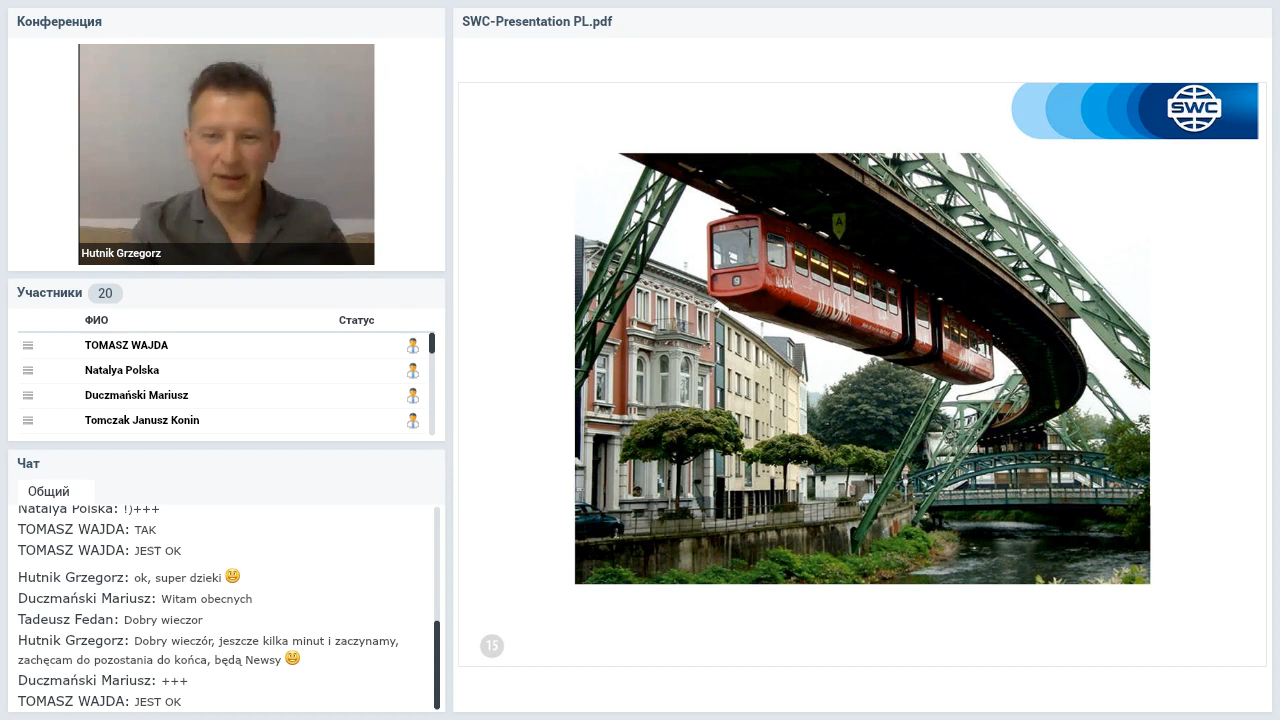 Конференция
Hutnik Grzegorz
Участники 20
ФИО Статус
TOMASZ WAJDA
Natalya Polska
Duczmański Mariusz
Tomczak Janusz Konin
Чат
Общий
Natalya Polska: !)+++
TOMASZ WAJDA: TAK
TOMASZ WAJDA: JEST OK
Hutnik Grzegorz: ok, super dzieki
Duczmański Mariusz: Witam obecnych
Tadeusz Fedan: Dobry wieczor
Hutnik Grzegorz: Dobry wieczór, jeszcze kilka minut i zaczynamy,
zachęcam do pozostania do końca, będą Newsy
Duczmański Mariusz: +++
TOMASZ WAJDA: JEST OK
SWC-Presentation PL.pdf
SWC
A
9
15